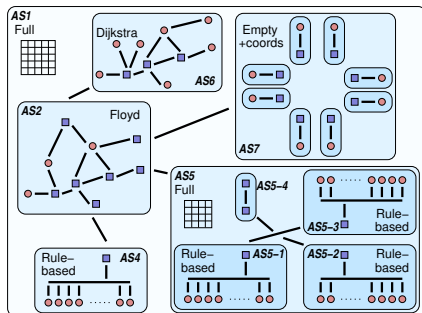 AS1
Full
Dijkstra
AS6
Empty
+coords
AS7
AS2
Floyd
AS5
Full
AS5−4
AS4
Rule−
based
AS5−1
Rule−
based
AS5−3
Rule−
based
AS5−2
Rule−
based